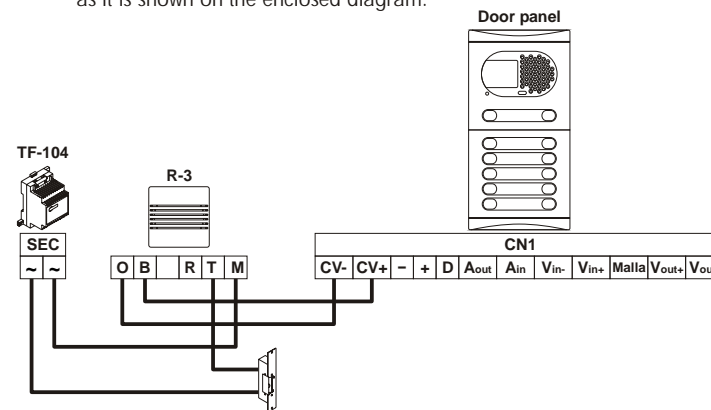 as it is shown on the enclosed diagram.
Door panel
TF-104
R-3
SEC
CN1
~ ~
O B R T M
CV- CV+ − + D Aout Ain Vin- Vin+ Malla Vout+